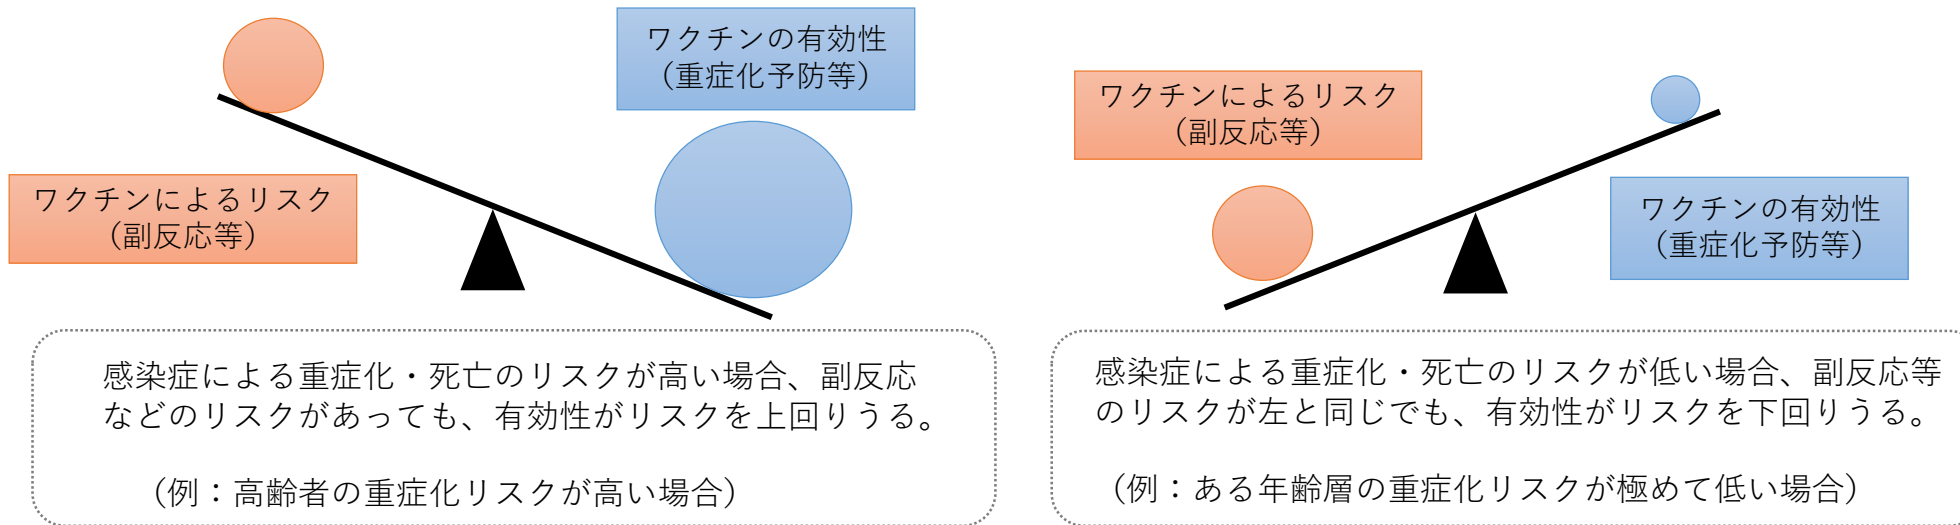 ワクチンの有効性
（重症化予防等）
ワクチンによるリスク
（副反応等）
感染症による重症化・死亡のリスクが高い場合、副反応
などのリスクがあっても、有効性がリスクを上回りうる。
（例：高齢者の重症化リスクが高い場合）
ワクチンによるリスク
（副反応等）
ワクチンの有効性
（重症化予防等）
感染症による重症化・死亡のリスクが低い場合、副反応等
のリスクが左と同じでも、有効性がリスクを下回りうる。
（例：ある年齢層の重症化リスクが極めて低い場合）